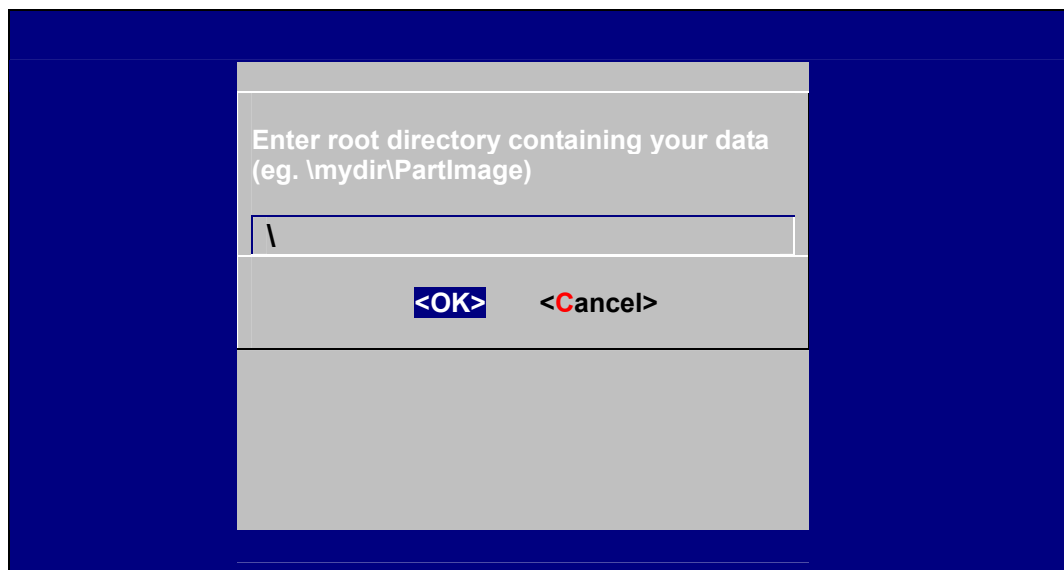 Enter root directory containing your data
(eg. \mydir\PartImage)
\
<OK> <Cancel>